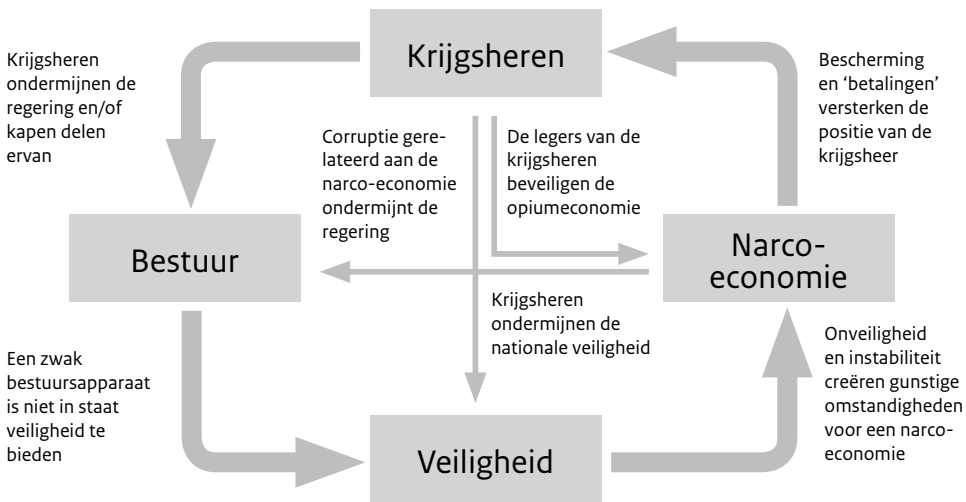 Krijgsheren
Krijgsheren
ondermijnen de
regering en/of
kapen delen
ervan
Bescherming
en ‘betalingen’
versterken de
positie van de
krijgsheer
Corruptie gere-
lateerd aan de
narco-economie
ondermijnt de
regering
De legers van de
krijgsheren
beveiligen de
opiumeconomie
Bestuur
Narco-
economie
Krijgsheren
ondermijnen de
nationale veiligheid
Een zwak
bestuursapparaat
is niet in staat
veiligheid te
bieden
Onveiligheid
en instabiliteit
creëren gunstige
omstandigheden
voor een narco-
economie
Veiligheid